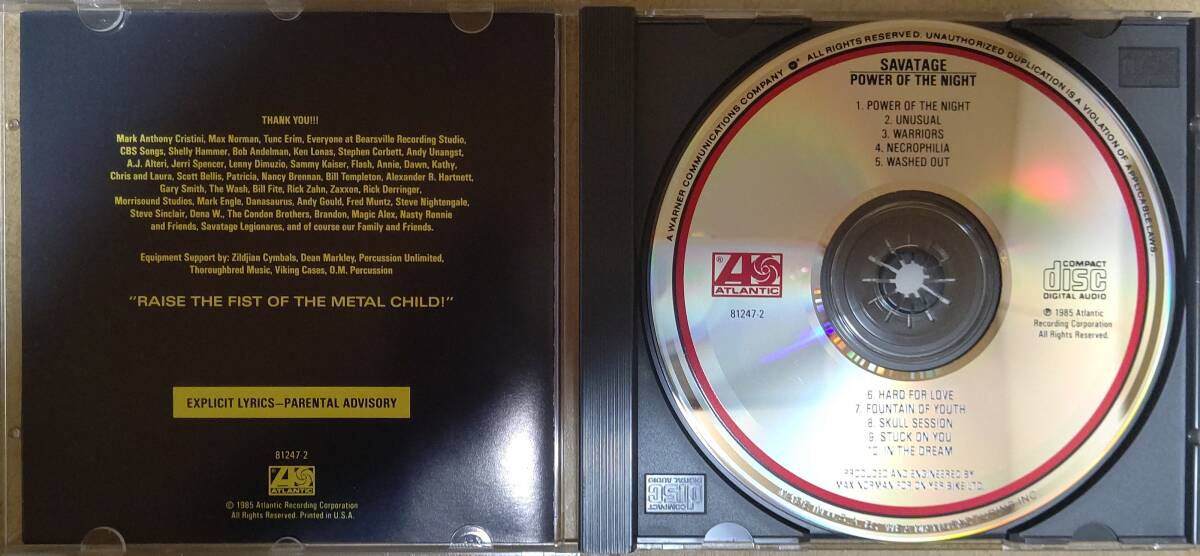 THANK YOU!!!
Mark Anthony Cristini, Max Norman, Tunc Erim, Everyone at Bearsville Recording Studio,
CBS Songs, Shelly Hammer, Bob Andelman, Ken Lonas, Stephen Corbett, Andy Urvangst,
A.J. Alteri, Jerri Spencer, Lenny Dimuzio, Sammy Kaiser, Flash, Annie, Dawn, Kathy,
Chris and Laura, Scott Bellis, Patricia, Nancy Brennan, Bill Templeton, Alexander R. Hartnett,
Gary Smith, The Wash, Bill Fite, Rick Zahn, Zaxxon, Rick Derringer,
Morrisound Studios, Mark Engle, Danasaurus, Andy Gould, Fred Muntz, Steve Nightengale,
Steve Sinclair, Dena W., The Condon Brothers, Brandon, Magic Alex, Nasty Ronnie
and Friends, Savatage Legionares, and of course our Family and Friends.
Equipment Support by: Zildjian Cymbals, Dean Markley, Percussion Unlimited,
Thoroughbred Music, Viking Cases, O.M. Percussion
"RAISE THE FIST OF THE METAL CHILD!"
EXPLICIT LYRICS—PARENTAL ADVISORY
81247 2
ATLANTIC
© 1985 Atlantic Recording Corporation
All Rights Reserved. Printed in U.S.A.
A WARNER COMMUNICATIONS COMPANY ALL RIGHTS RESERVED. UNAUTHORIZED DUPLICATION IS A VIOLATION OF APPLICABLE LAWS.
SAVATAGE
POWER OF THE NIGHT
1. POWER OF THE NIGHT
2. UNUSUAL
3. WARRIORS
4. NECROPHILIA
5. WASHED OUT
® ATLANTIC
81247-2
COMPACT
disc
DIGITAL AUDIO
℗ 1985 Atlantic
Recording Corporation
All Rights Reserved.
6. HARD FOR LOVE
7. FOUNTAIN OF YOUTH
8. SKULL SESSION
9. STUCK ON YOU
10. IN THE DREAM
PRODUCED AND ENGINEERED BY
MAX NORMAN FOR ON YER BIKE LTD.
COMPACT
disc
DIGITAL AUDIO